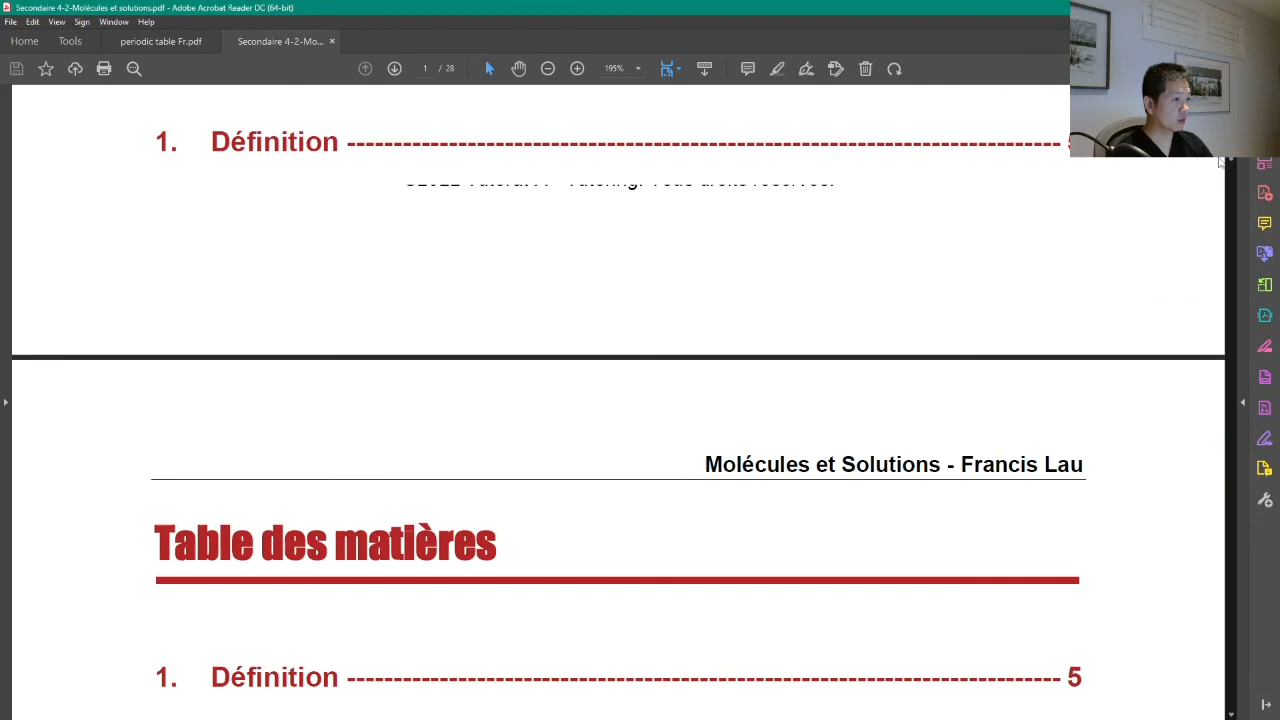 Secondaire 4-2-Molécules et solutions.pdf - Adobe Acrobat Reader DC (64-bit)
File Edit View Sign Window Help
Home Tools periodic table Fr.pdf Secondaire 4-2-Mo... ×
1 / 28 195%
1. Définition
Molécules et Solutions - Francis Lau
Table des matières
1. Définition ---------------------------------------------------------------------------- 5